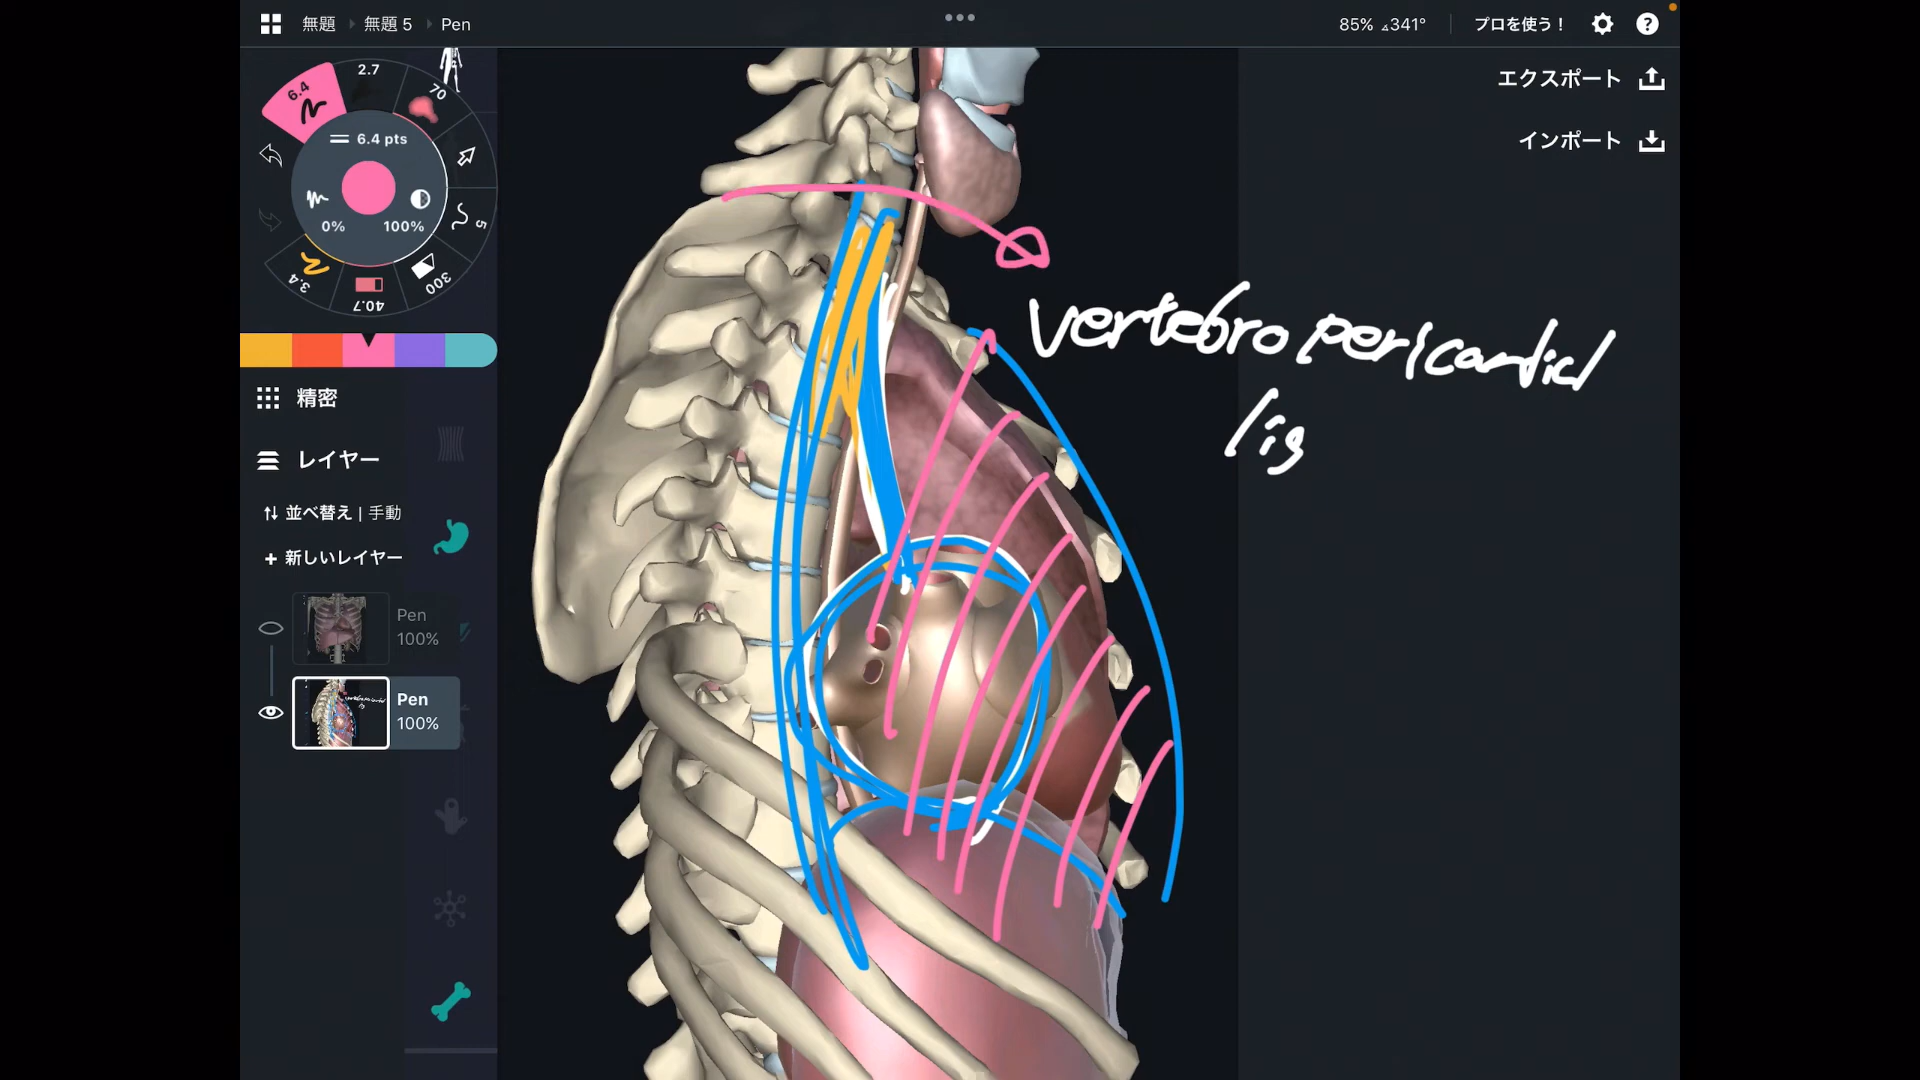 無題 無題 5 Pen
85% ⊿341° プロを使う！
エクスポート
インポート
6.4
2.7
70
6.4 pts
0% 100%
5
300
40.7
3.4
精密
レイヤー
並べ替え | 手動
+ 新しいレイヤー
Pen
100%
Pen
100%
vertebro pericardial
lig